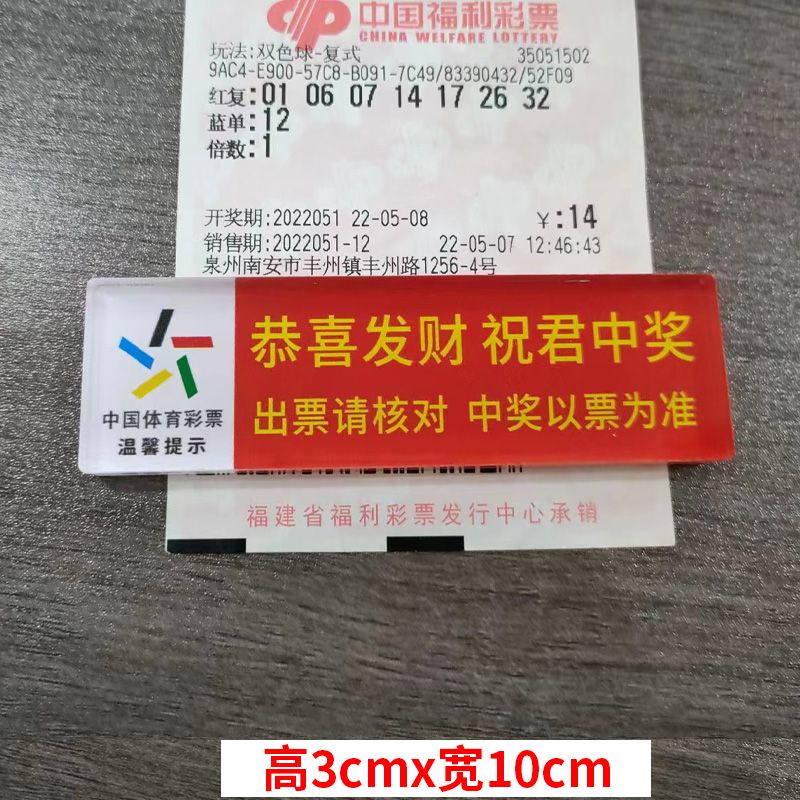 中国福利彩票
CHINA WELFARE LOTTERY
玩法:双色球-复式 35051502
9AC4-E900-57C8-B091-7C49/83390432/52F09
红复:01 06 07 14 17 26 32
蓝单:12
倍数:1
开奖期:2022051 22-05-08 ￥:14
销售期:2022051-12 22-05-07 12:46:43
泉州南安市丰州镇丰州路1256-4号
恭喜发财 祝君中奖
出票请核对 中奖以票为准
中国体育彩票
温馨提示
福建省福利彩票发行中心承销
高3cmx宽10cm